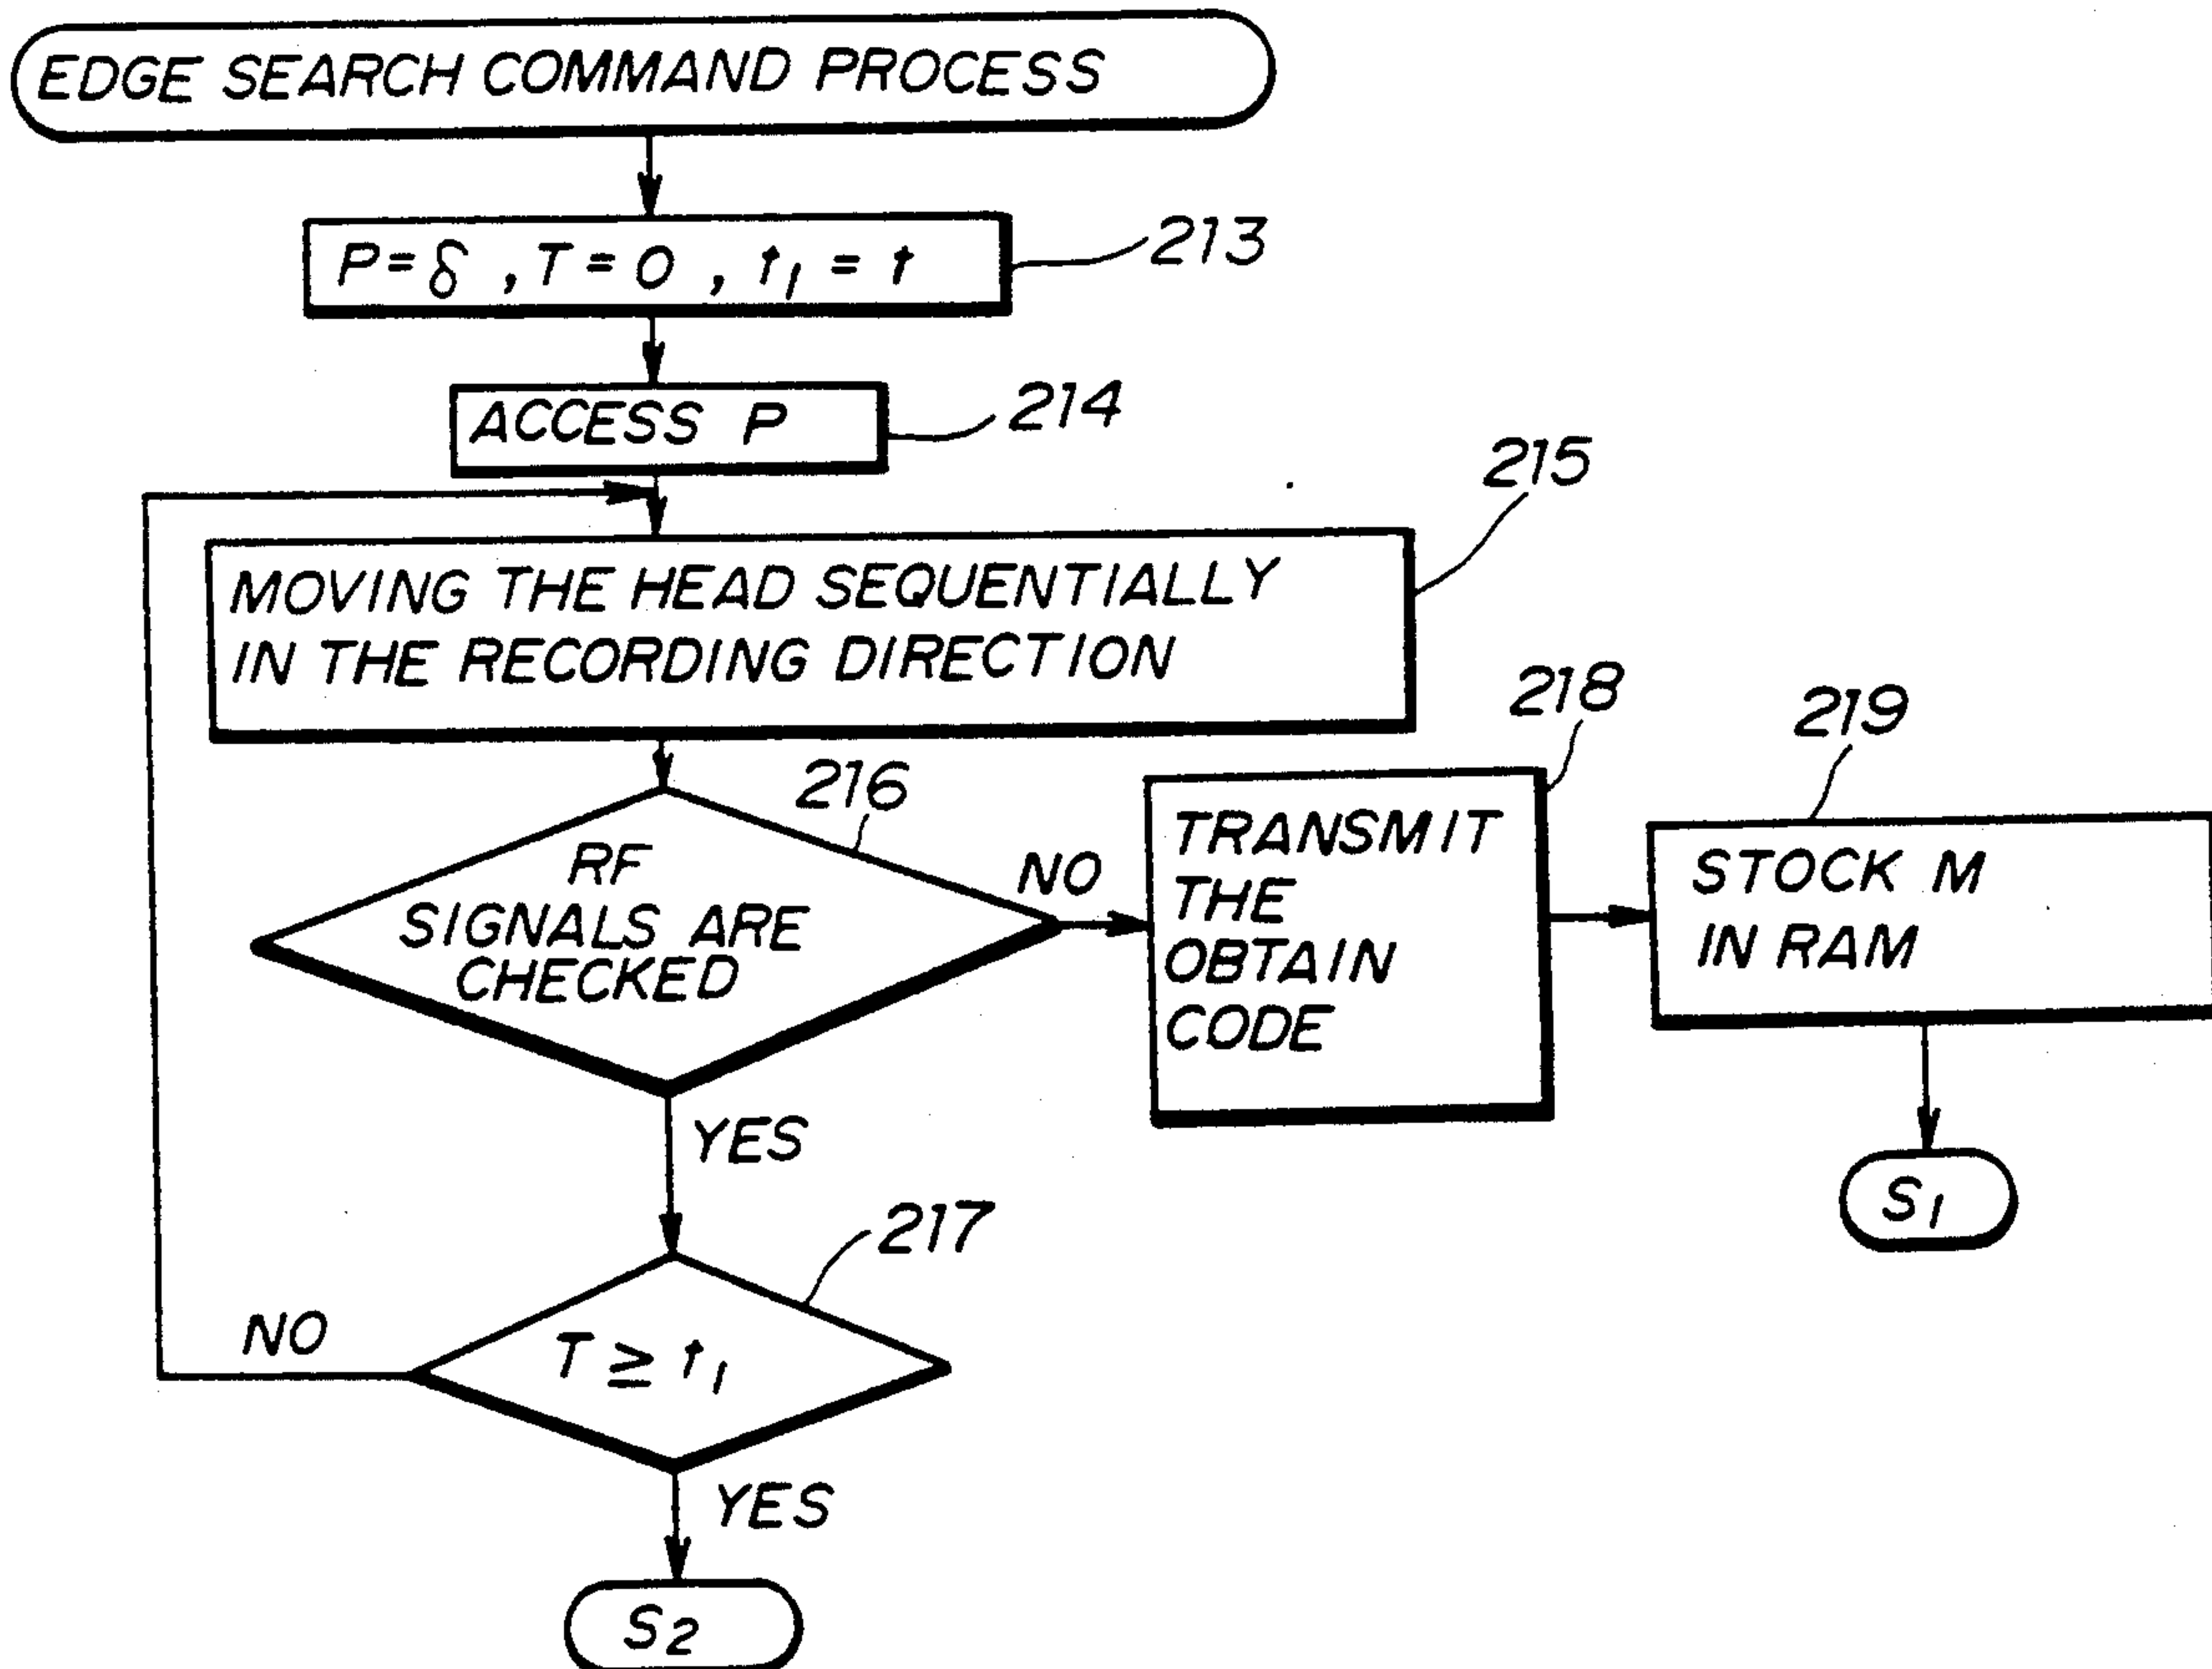 EDGE SEARCH COMMAND PROCESS
P=δ, T=0, t₁=t
213
ACCESS P
214
215
MOVING THE HEAD SEQUENTIALLY
IN THE RECORDING DIRECTION
216
RF
SIGNALS ARE
CHECKED
NO
218
TRANSMIT
THE
OBTAIN
CODE
219
STOCK M
IN RAM
S₁
YES
217
T ≥ t₁
NO
YES
S₂